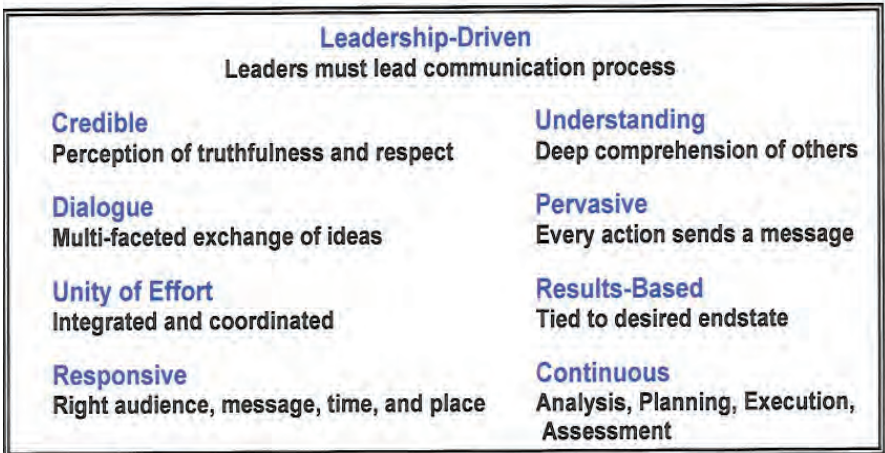 Leadership-Driven
Leaders must lead communication process
Credible
Perception of truthfulness and respect
Dialogue
Multi-faceted exchange of ideas
Unity of Effort
Integrated and coordinated
Responsive
Right audience, message, time, and place
Understanding
Deep comprehension of others
Pervasive
Every action sends a message
Results-Based
Tied to desired endstate
Continuous
Analysis, Planning, Execution,
Assessment